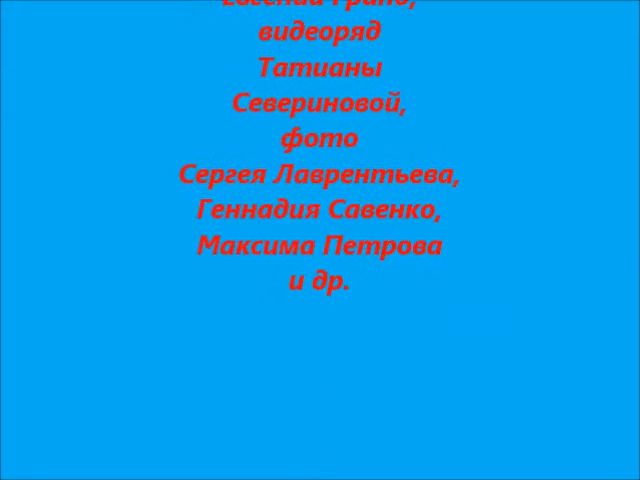 видеоряд
Татианы
Севериновой,
фото
Сергея Лаврентьева,
Геннадия Савенко,
Максима Петрова
и др.